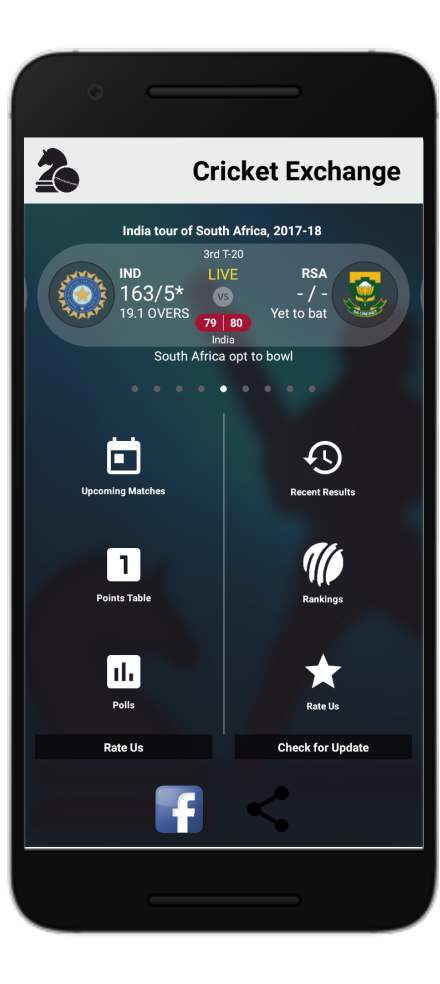 Cricket Exchange
India tour of South Africa, 2017-18
3rd T-20
IND LIVE RSA
163/5* VS - / -
19.1 OVERS Yet to bat
79 80
India
South Africa opt to bowl
Upcoming Matches Recent Results
1
Points Table Rankings
Polls Rate Us
Rate Us Check for Update
f